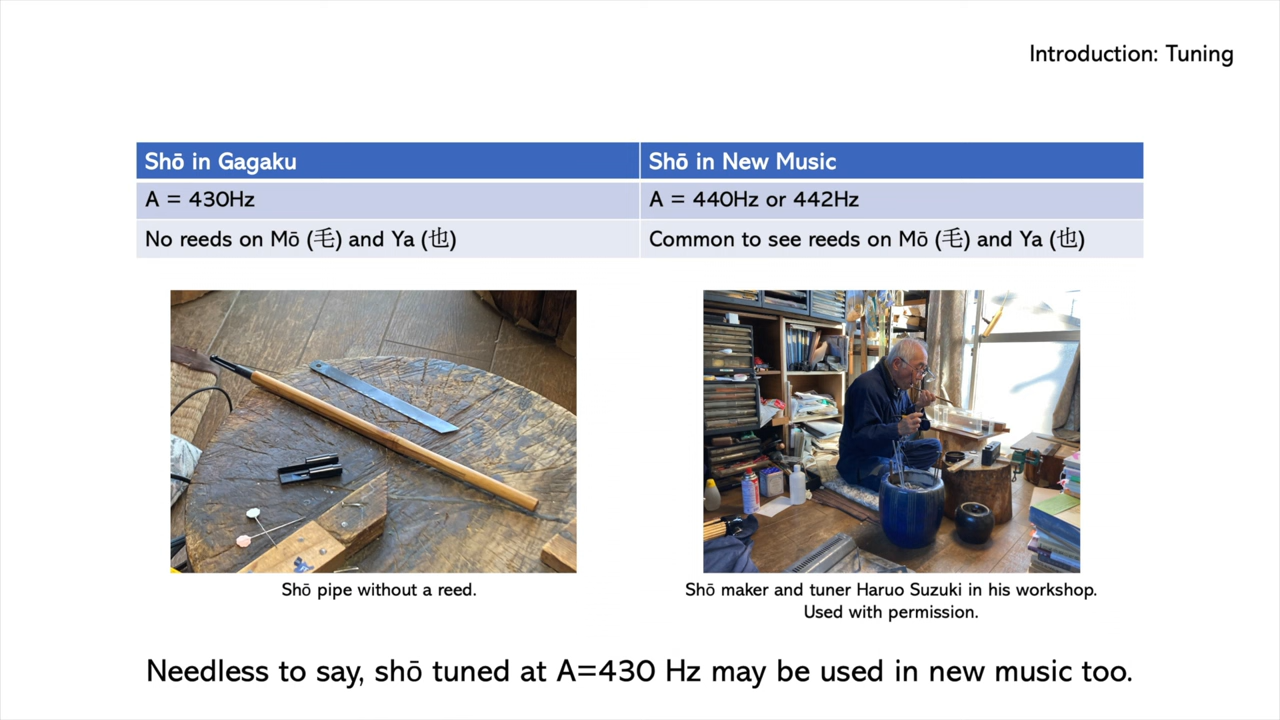 Introduction: Tuning
Shō in Gagaku
Shō in New Music
A = 430Hz
A = 440Hz or 442Hz
No reeds on Mō (毛) and Ya (也)
Common to see reeds on Mō (毛) and Ya (也)
Shō pipe without a reed.
Shō maker and tuner Haruo Suzuki in his workshop.
Used with permission.
Needless to say, shō tuned at A=430 Hz may be used in new music too.